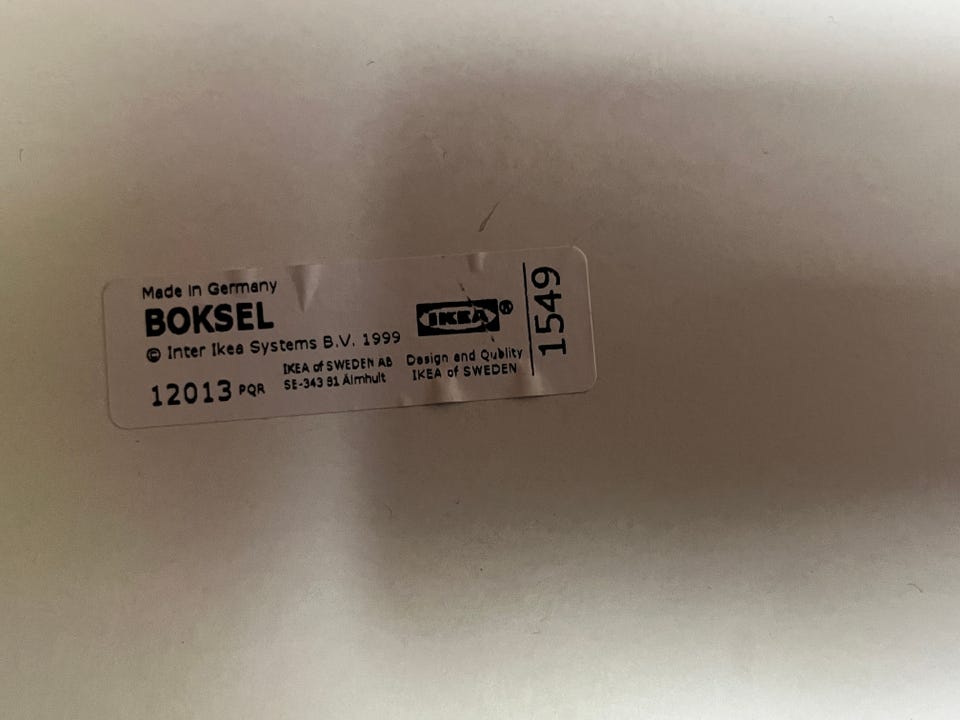 Made in Germany
BOKSEL
© Inter Ikea Systems B.V. 1999
12013 PQR
IKEA of SWEDEN AB
SE-343 81 Älmhult
IKEA®
Design and Quality
IKEA of SWEDEN
1549